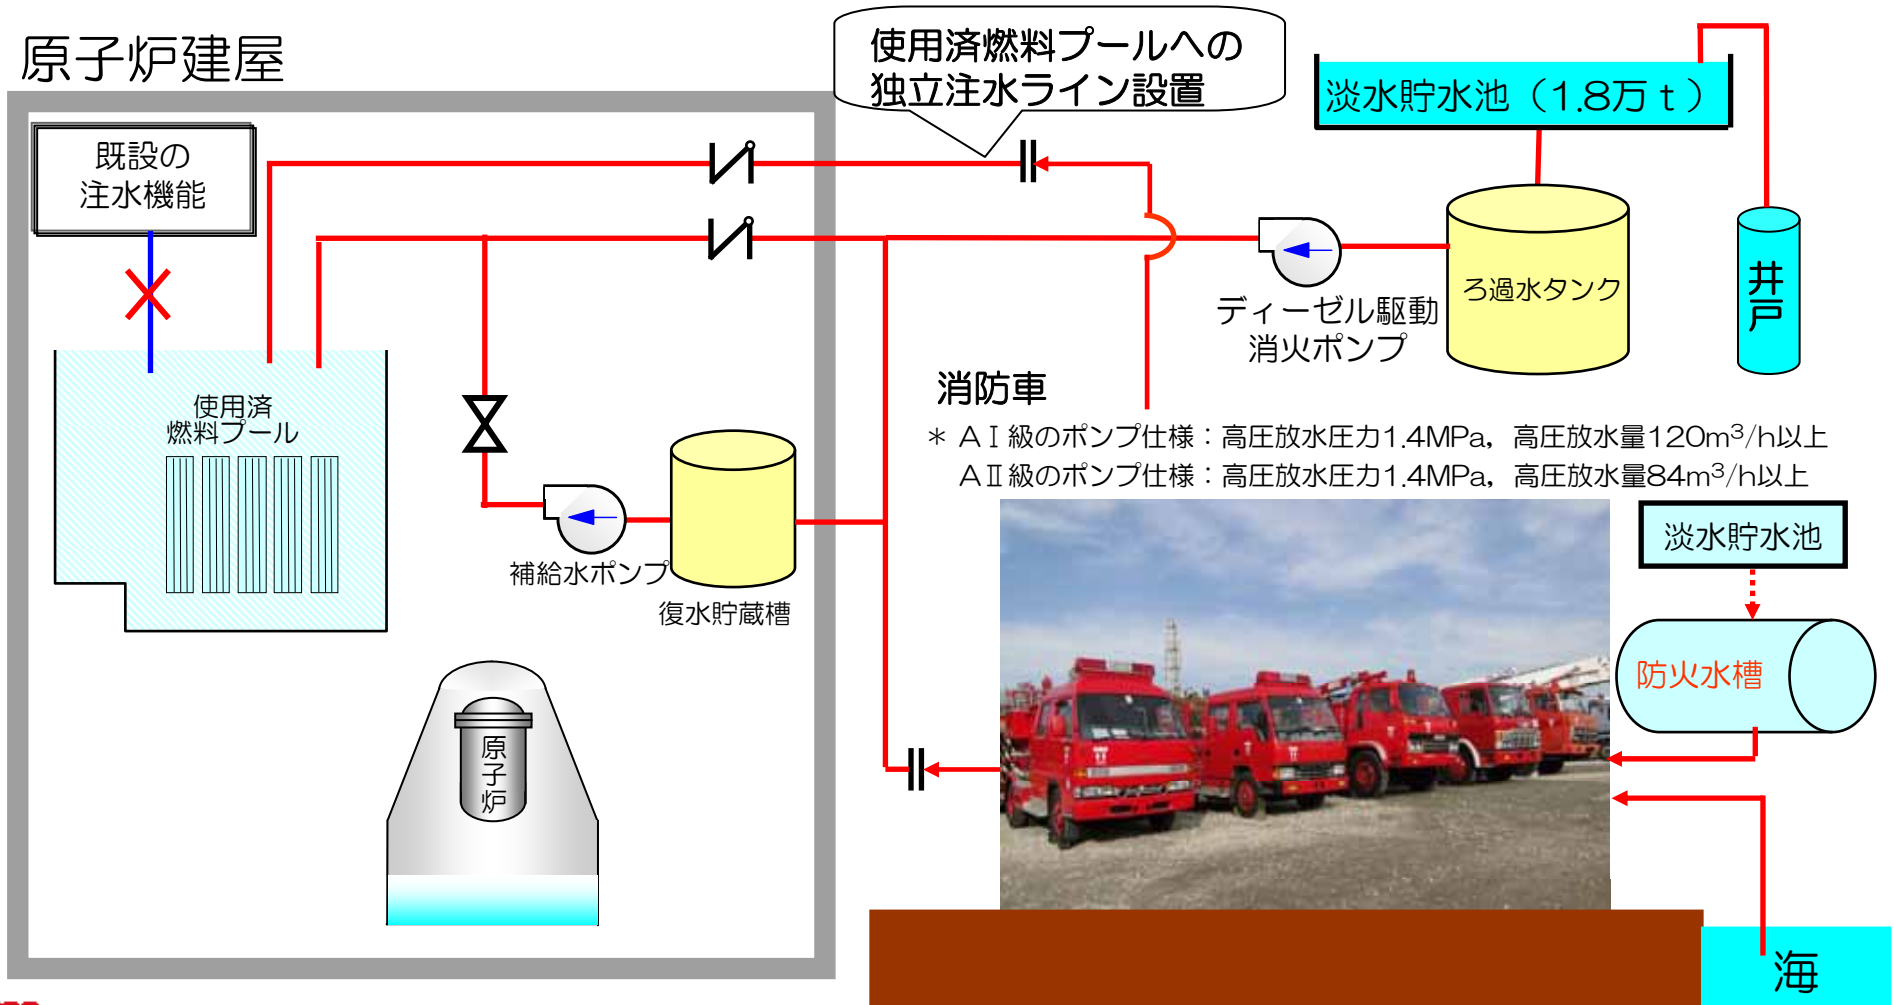 原子炉建屋
使用済燃料プールへの
独立注水ライン設置
淡水貯水池（1.8万ｔ）
既設の
注水機能
ろ過水タンク
井戸
ディーゼル駆動
消火ポンプ
消防車
＊ＡⅠ級のポンプ仕様：高圧放水圧力1.4MPa，高圧放水量120m³/h以上
ＡⅡ級のポンプ仕様：高圧放水圧力1.4MPa，高圧放水量84m³/h以上
使用済
燃料プール
補給水ポンプ
復水貯蔵槽
淡水貯水池
防火水槽
原子炉
海